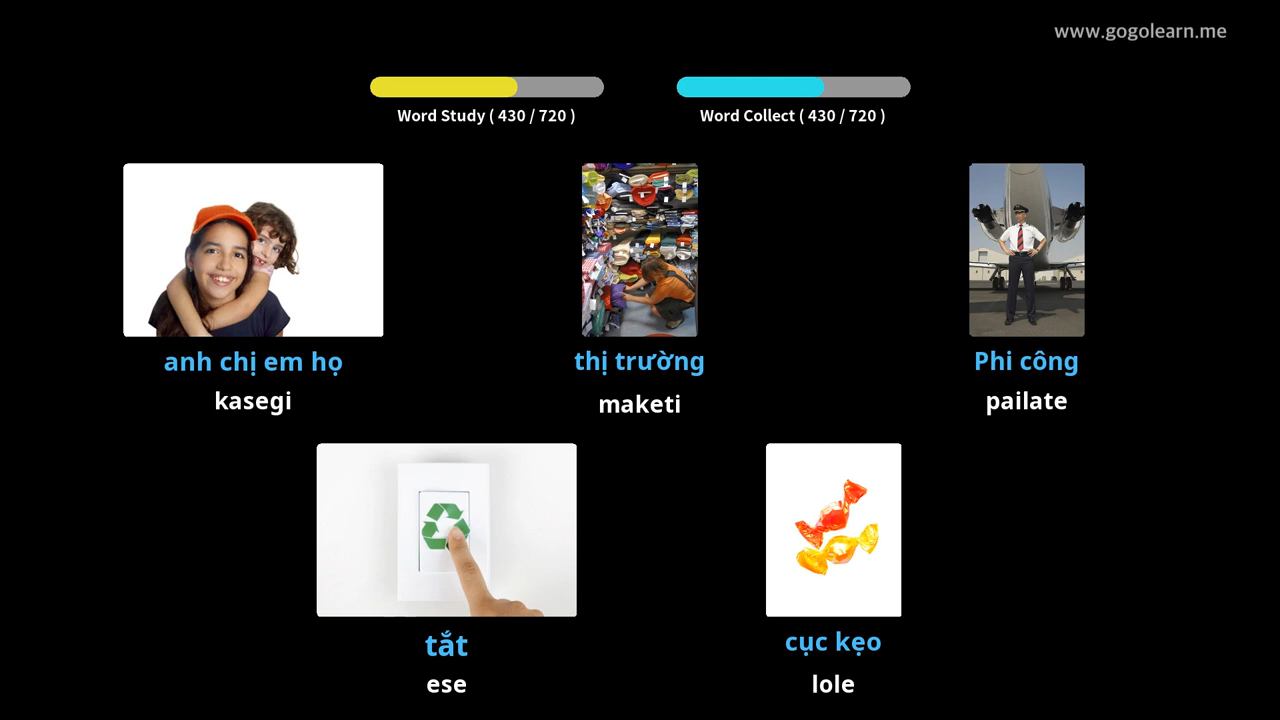 www.gogolearn.me
Word Study ( 430 / 720 )
Word Collect ( 430 / 720 )
anh chị em họ
kasegi
thị trường
maketi
Phi công
pailate
tắt
ese
cục kẹo
lole